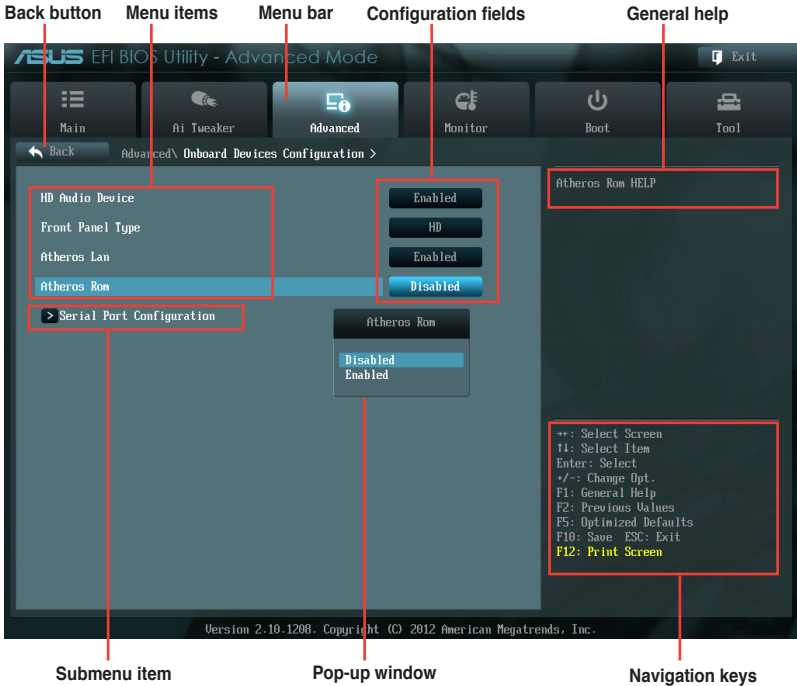 Back button Menu items Menu bar Configuration fields General help
ASUS EFI BIOS Utility - Advanced Mode Exit
Main Ai Tweaker Advanced Monitor Boot Tool
Back Advanced\ Onboard Devices Configuration >
Atheros Rom HELP
HD Audio Device Enabled
Front Panel Type HD
Atheros Lan Enabled
Atheros Rom Disabled
> Serial Port Configuration
Atheros Rom
Disabled
Enabled
→←: Select Screen
↑↓: Select Item
Enter: Select
+/-: Change Opt.
F1: General Help
F2: Previous Values
F5: Optimized Defaults
F10: Save ESC: Exit
F12: Print Screen
Version 2.10.1208. Copyright (C) 2012 American Megatrends, Inc.
Submenu item Pop-up window Navigation keys